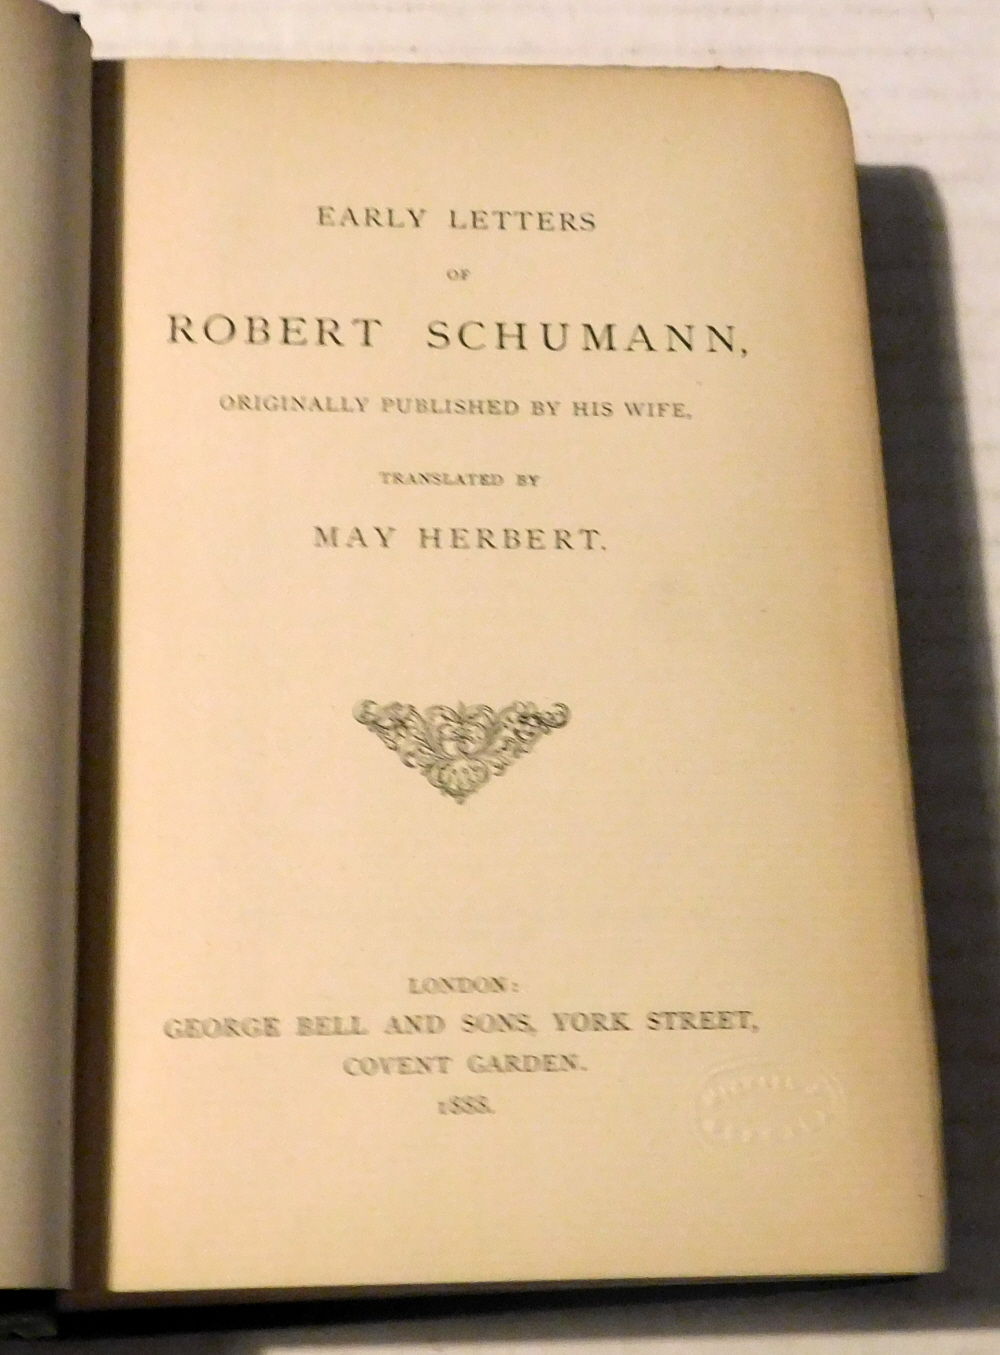 EARLY LETTERS
OF
ROBERT SCHUMANN,
ORIGINALLY PUBLISHED BY HIS WIFE,
TRANSLATED BY
MAY HERBERT.
LONDON:
GEORGE BELL AND SONS, YORK STREET,
COVENT GARDEN.
1888.